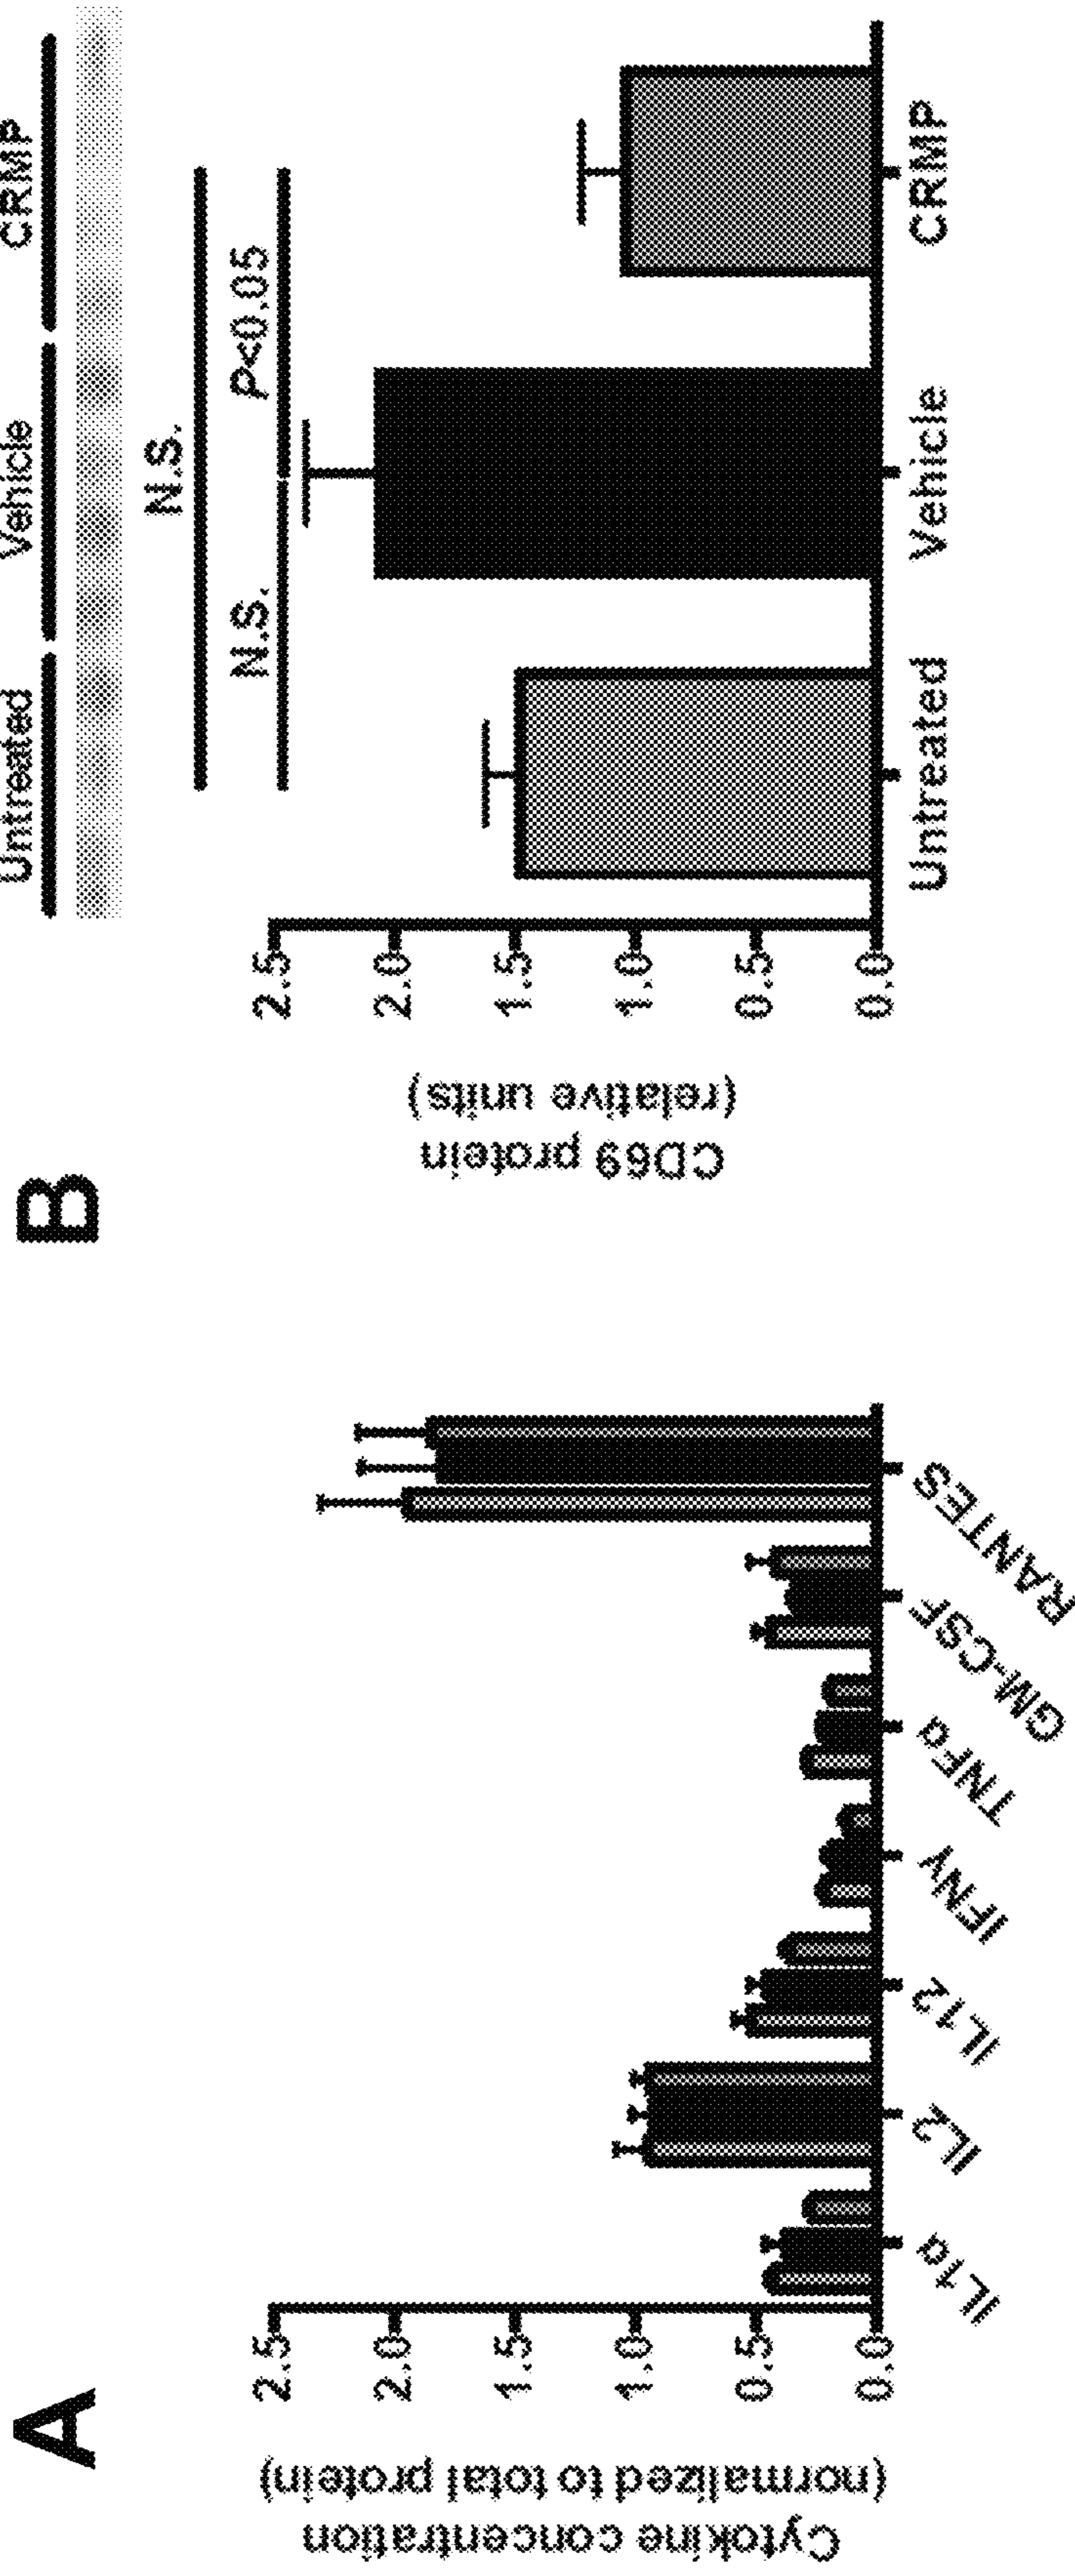 A
Cytokine concentration
(normalized to total protein)
2.5
2.0
1.5
1.0
0.5
0.0
IL1α
IL2
IL12
IFNγ
TNFα
GM-CSF
RANTES
B
Untreated
Vehicle
CRMP
N.S.
N.S.
P<0.05
CD69 protein
(relative units)
2.5
2.0
1.5
1.0
0.5
0.0
Untreated
Vehicle
CRMP